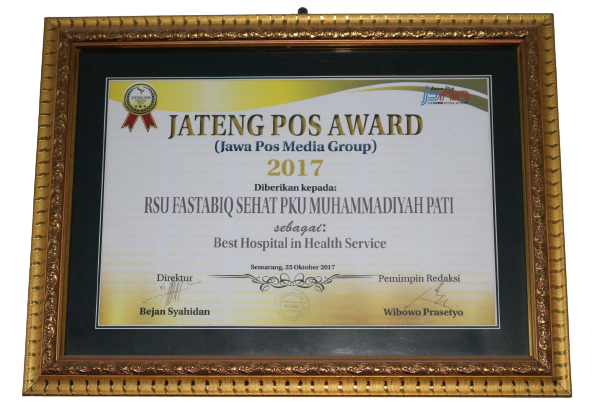 JATENG POS AWARD
(Jawa Pos Media Group)
2017
Diberikan kepada:
RSU FASTABIQ SEHAT PKU MUHAMMADIYAH PATI
sebagai:
Best Hospital in Health Service
Semarang, 25 Oktober 2017
Direktur
Pemimpin Redaksi
Bejan Syahidan
Wibowo Prasetyo